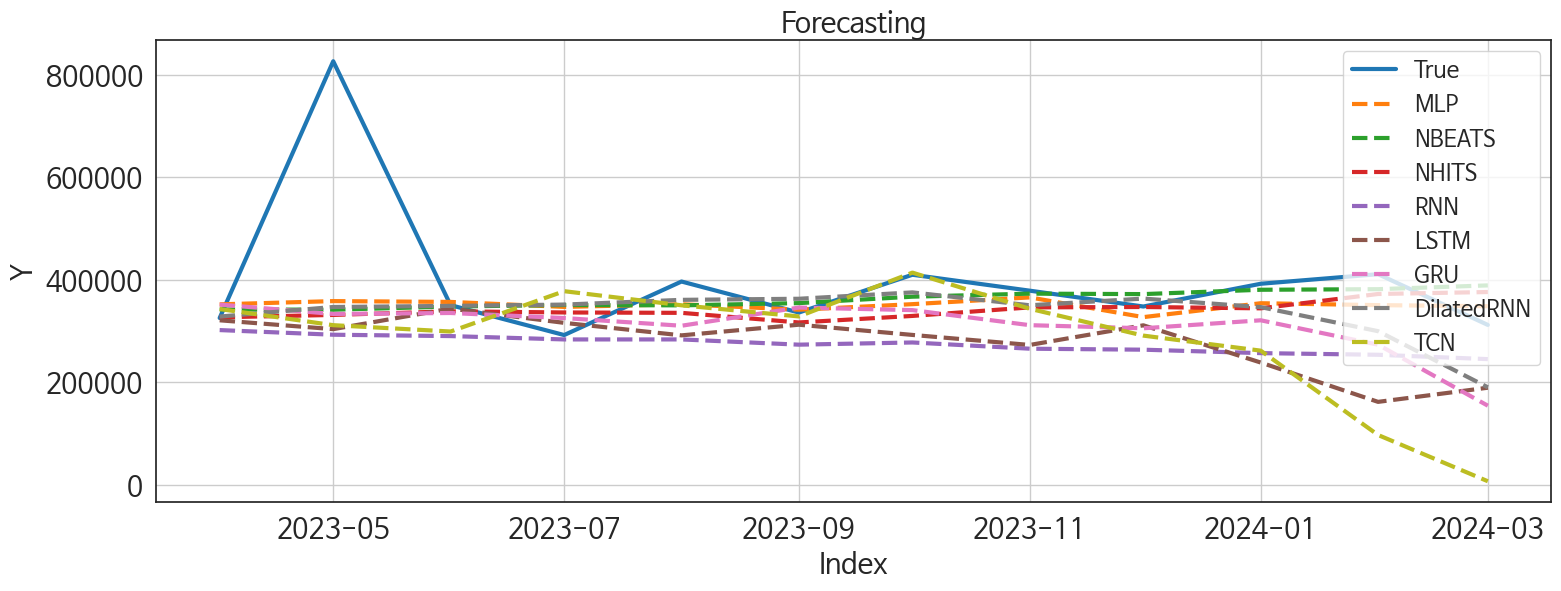 Forecasting
800000
600000
400000
200000
0
Y
2023-05
2023-07
2023-09
2023-11
2024-01
2024-03
Index
True
MLP
NBEATS
NHITS
RNN
LSTM
GRU
DilatedRNN
TCN